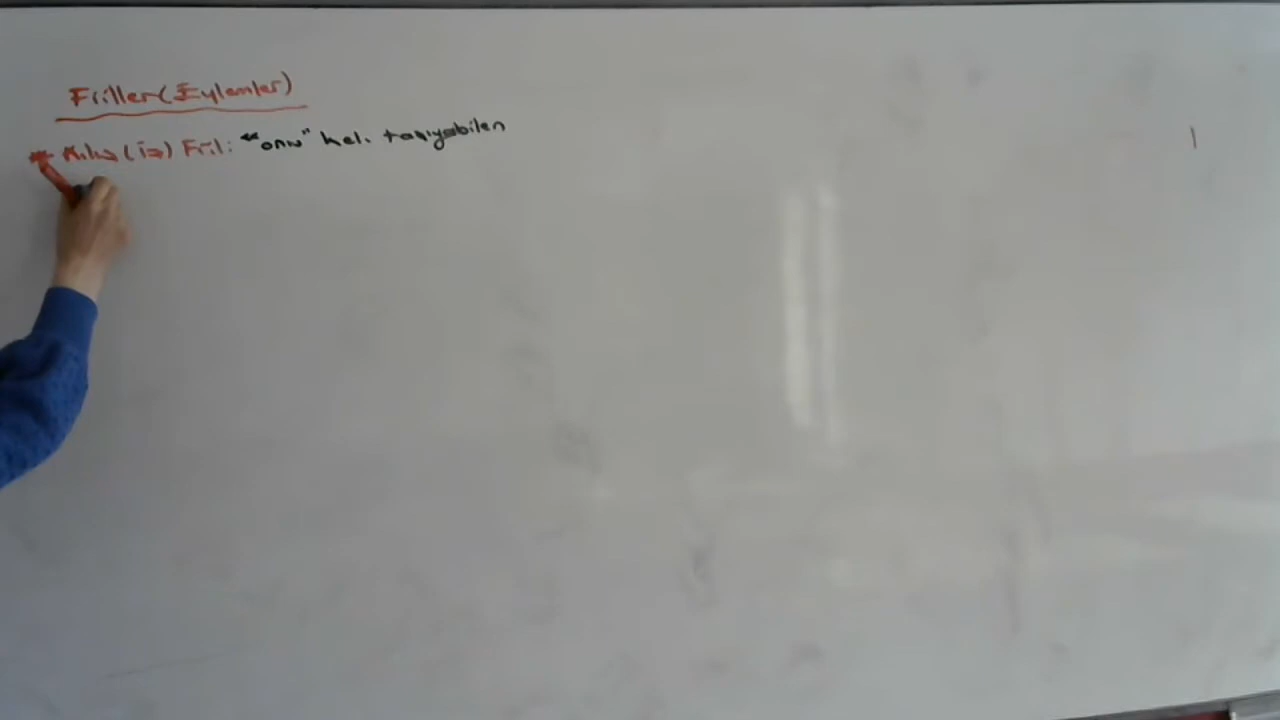 Fiiller (Eylemler)
* Kılış (İş) Fiil: "onu" kel. taşıyabilen